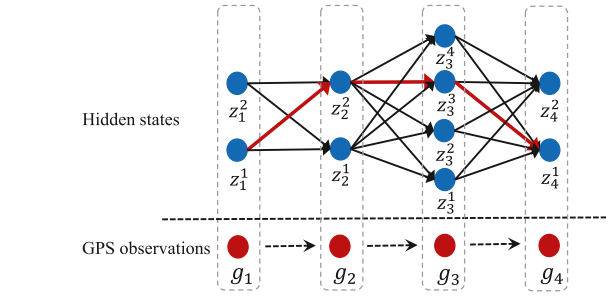 z_3^4
z_1^2 z_2^2 z_3^3 z_4^2
Hidden states
z_3^2
z_1^1 z_2^1 z_4^1
z_3^1
GPS observations
g_1 g_2 g_3 g_4